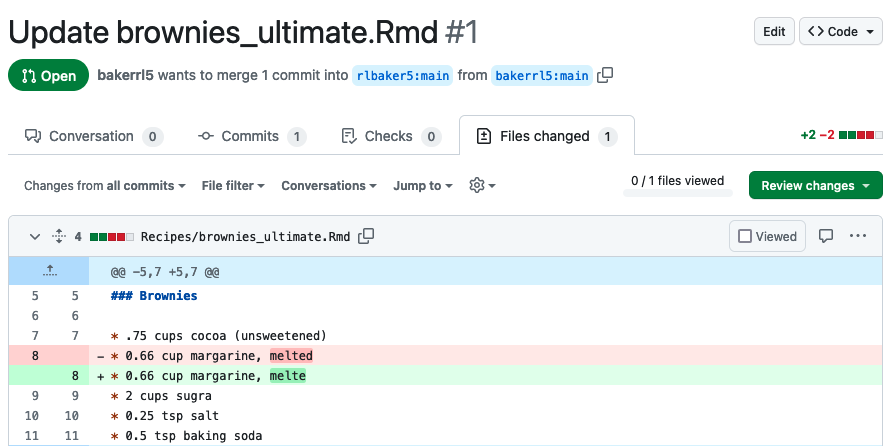 Update brownies_ultimate.Rmd #1
Edit
<> Code
Open
bakerrl5 wants to merge 1 commit into rlbaker5:main from bakerrl5:main
Conversation 0
Commits 1
Checks 0
Files changed 1
+2 −2
Changes from all commits
File filter
Conversations
Jump to
0 / 1 files viewed
Review changes
4
Recipes/brownies_ultimate.Rmd
Viewed
@@ -5,7 +5,7 @@
5 5 ### Brownies
6 6
7 7 * .75 cups cocoa (unsweetened)
8 - * 0.66 cup margarine, melted
8 + * 0.66 cup margarine, melte
9 9 * 2 cups sugra
10 10 * 0.25 tsp salt
11 11 * 0.5 tsp baking soda